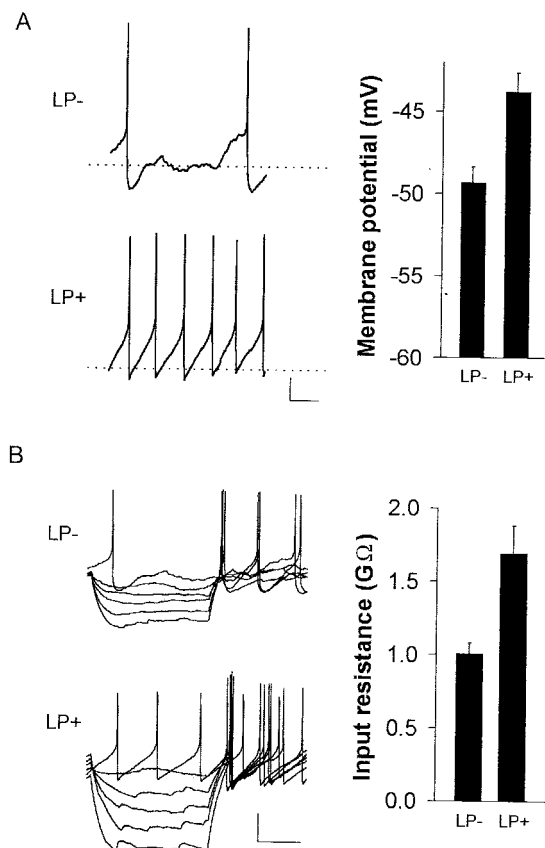 A
LP-
LP+
Membrane potential (mV)
-45
-50
-55
-60
LP- LP+
B
LP-
LP+
Input resistance (GΩ)
2.0
1.5
1.0
0.5
0.0
LP- LP+